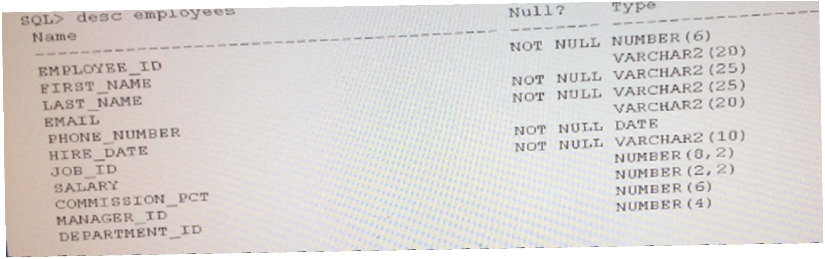 SQL> desc employees
Name Null? Type
EMPLOYEE_ID NOT NULL NUMBER(6)
FIRST_NAME VARCHAR2(20)
LAST_NAME NOT NULL VARCHAR2(25)
EMAIL NOT NULL VARCHAR2(25)
PHONE_NUMBER VARCHAR2(20)
HIRE_DATE NOT NULL DATE
JOB_ID NOT NULL VARCHAR2(10)
SALARY NUMBER(8,2)
COMMISSION_PCT NUMBER(2,2)
MANAGER_ID NUMBER(6)
DEPARTMENT_ID NUMBER(4)